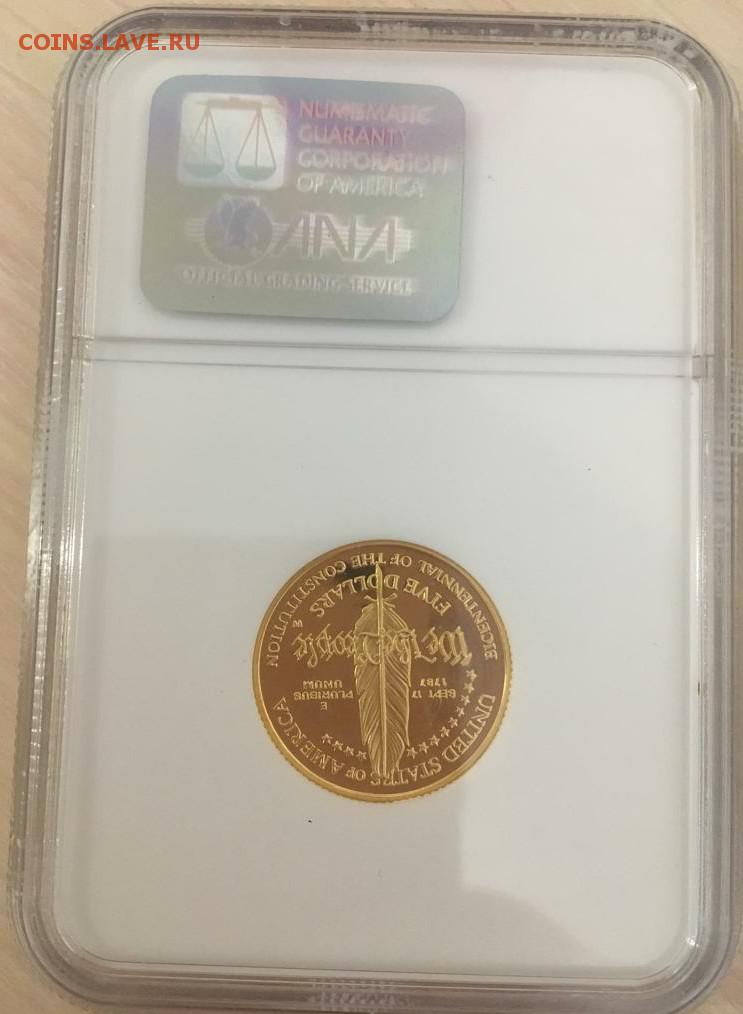 COINS.LAVE.RU
NUMISMATIC
GUARANTY
CORPORATION
OF AMERICA
ANA
OFFICIAL GRADING SERVICE
UNITED STATES OF AMERICA
SEPT 17
1787
E
PLURIBUS
UNUM
We the People
W
FIVE DOLLARS
BICENTENNIAL OF THE CONSTITUTION